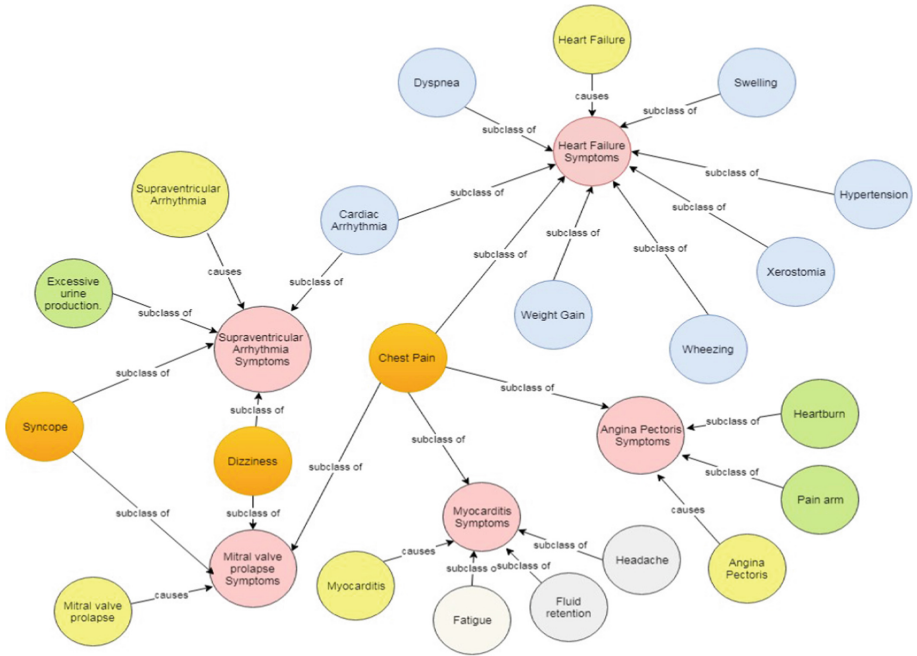 Heart Failure
Dyspnea
Swelling
causes
subclass of
subclass of
Heart Failure
Symptoms
subclass of
Hypertension
Supraventricular
Arrhythmia
Cardiac
Arrhythmia
subclass of
subclass of
subclass of
subclass of
subclass of
Xerostomia
causes
subclass of
Excessive
urine
production.
subclass of
Weight Gain
Wheezing
Supraventricular
Arrhythmia
Symptoms
Chest Pain
subclass of
subclass of
subclass of
Syncope
Heartburn
subclass of
Angina Pectoris
Symptoms
subclass of
Dizziness
subclass of
subclass of
Pain arm
subclass of
subclass of
Myocarditis
Symptoms
causes
subclass of
Mitral valve
prolapse
Symptoms
subclass of
Headache
causes
Myocarditis
subclass o
subclass of
Angina
Pectoris
causes
Mitral valve
prolapse
Fatigue
Fluid
retention